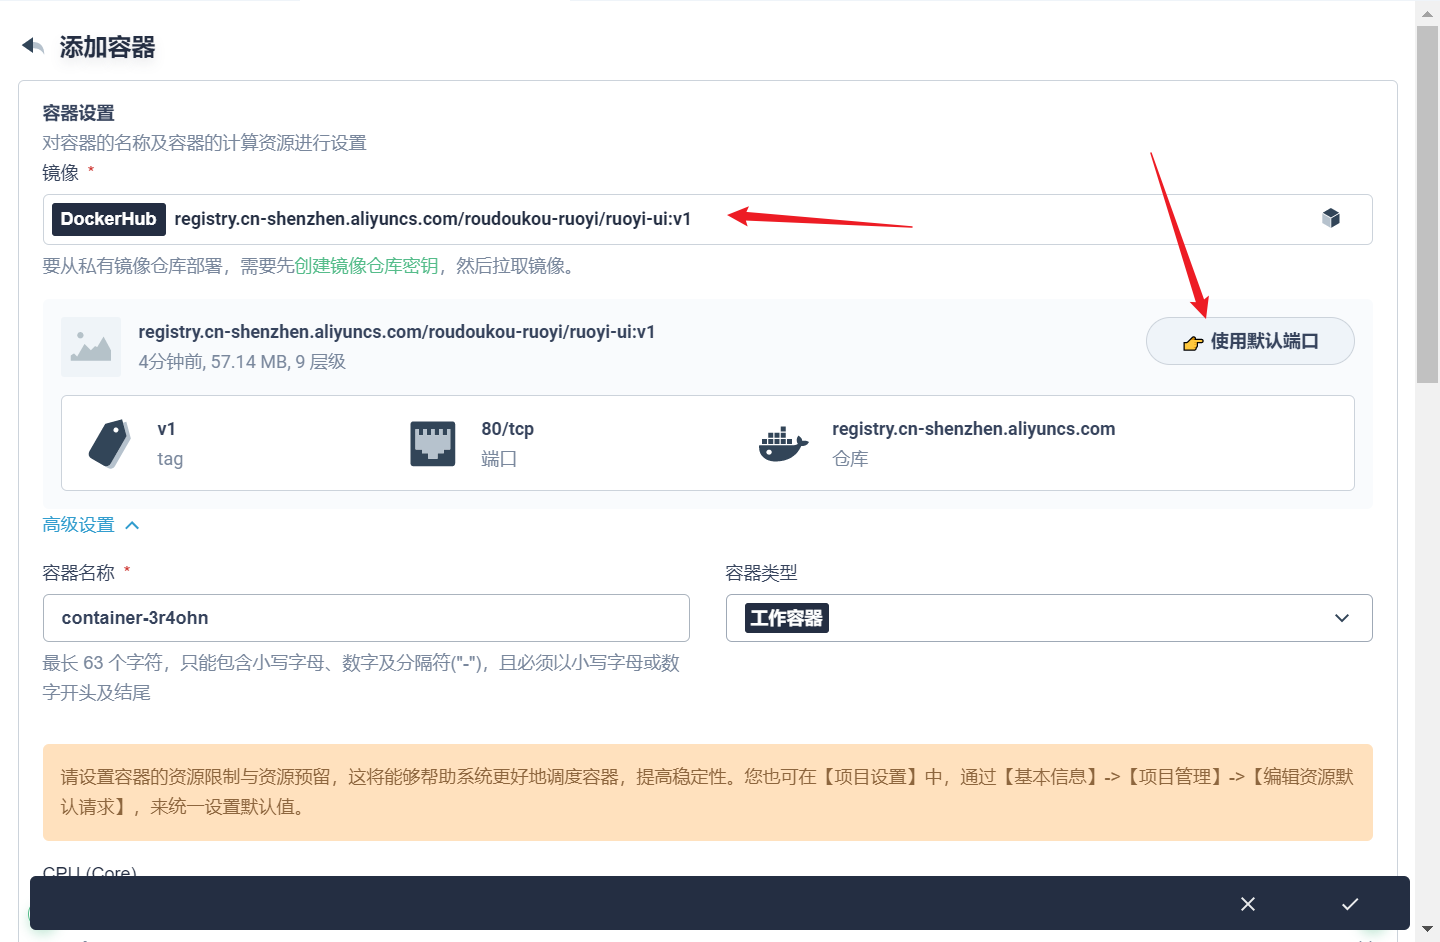 添加容器
容器设置
对容器的名称及容器的计算资源进行设置
镜像 *
DockerHub registry.cn-shenzhen.aliyuncs.com/roudoukou-ruoyi/ruoyi-ui:v1
要从私有镜像仓库部署，需要先创建镜像仓库密钥，然后拉取镜像。
registry.cn-shenzhen.aliyuncs.com/roudoukou-ruoyi/ruoyi-ui:v1
4分钟前, 57.14 MB, 9 层级
使用默认端口
v1
tag
80/tcp
端口
registry.cn-shenzhen.aliyuncs.com
仓库
高级设置
容器名称 *
container-3r4ohn
最长 63 个字符，只能包含小写字母、数字及分隔符("-")，且必须以小写字母或数
字开头及结尾
容器类型
工作容器
请设置容器的资源限制与资源预留，这将能够帮助系统更好地调度容器，提高稳定性。您也可在【项目设置】中，通过【基本信息】->【项目管理】->【编辑资源默
认请求】，来统一设置默认值。
CPU (Core)